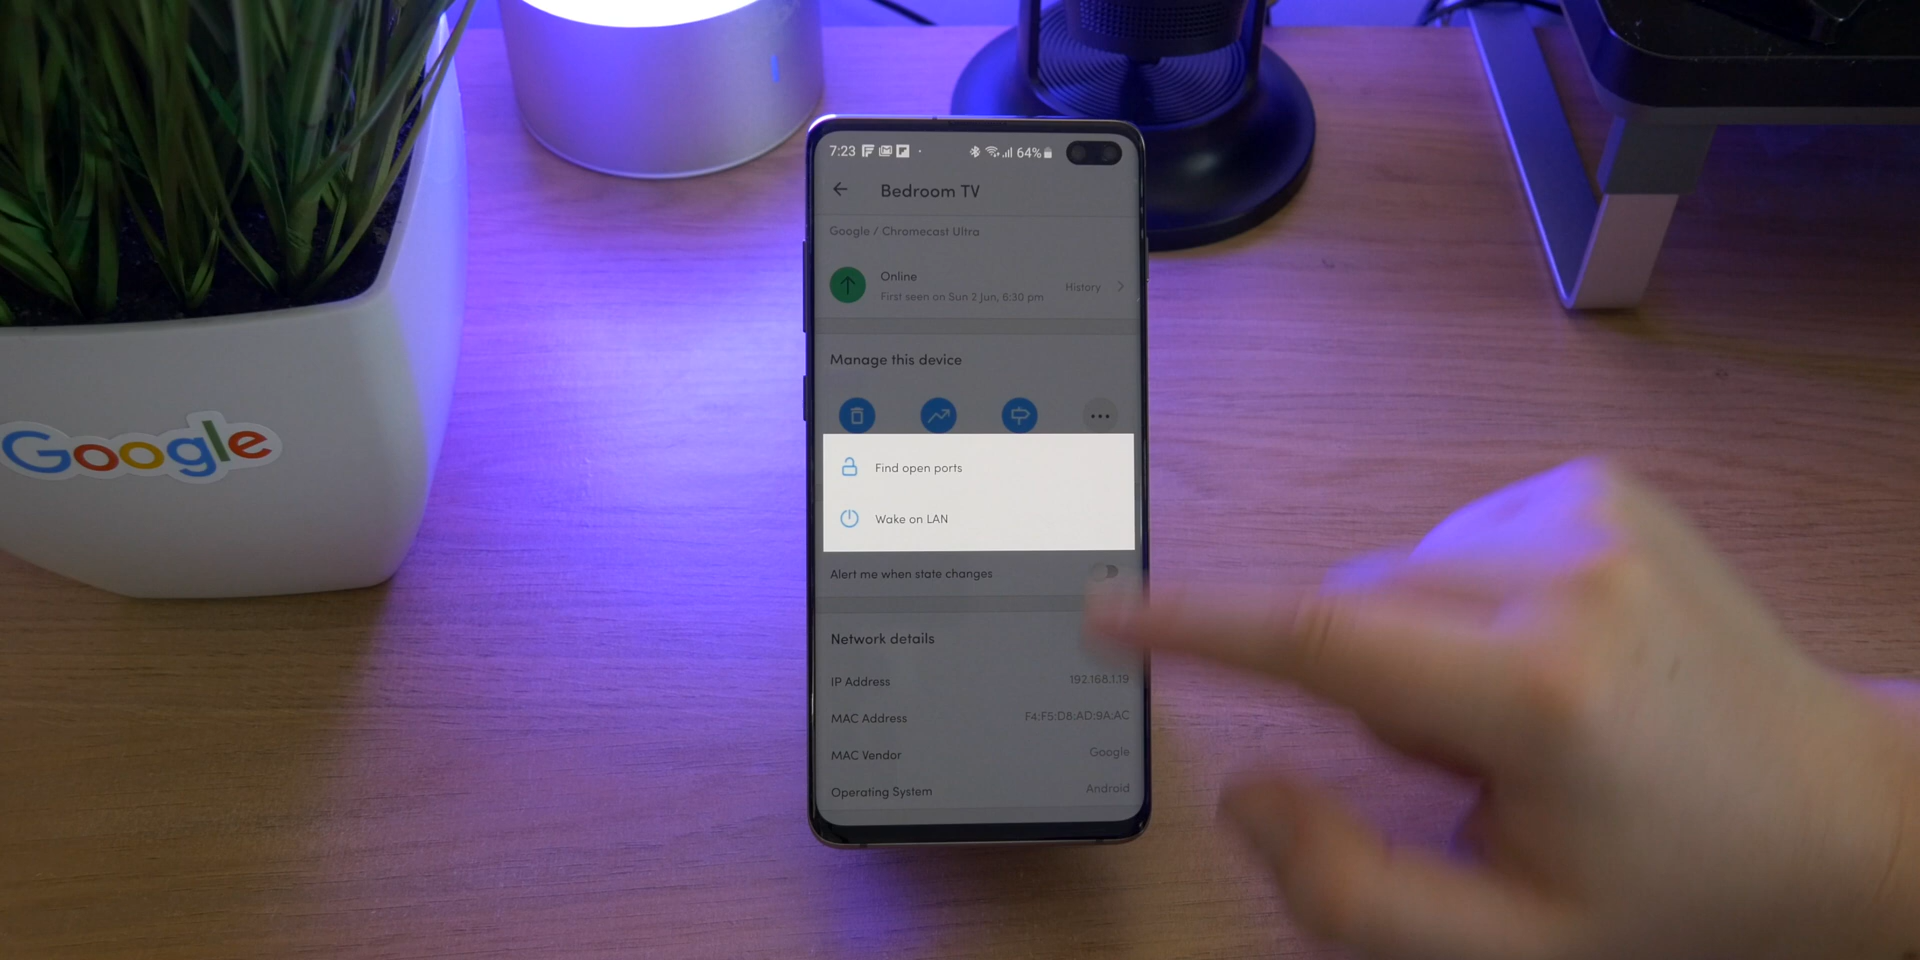 7:23
64%
Bedroom TV
Google / Chromecast Ultra
Online
First seen on Sun 2 Jun, 6:30 pm
History
Manage this device
Find open ports
Wake on LAN
Alert me when state changes
Network details
IP Address
192.168.1.19
MAC Address
F4:F5:D8:AD:9A:AC
MAC Vendor
Google
Operating System
Android
Google